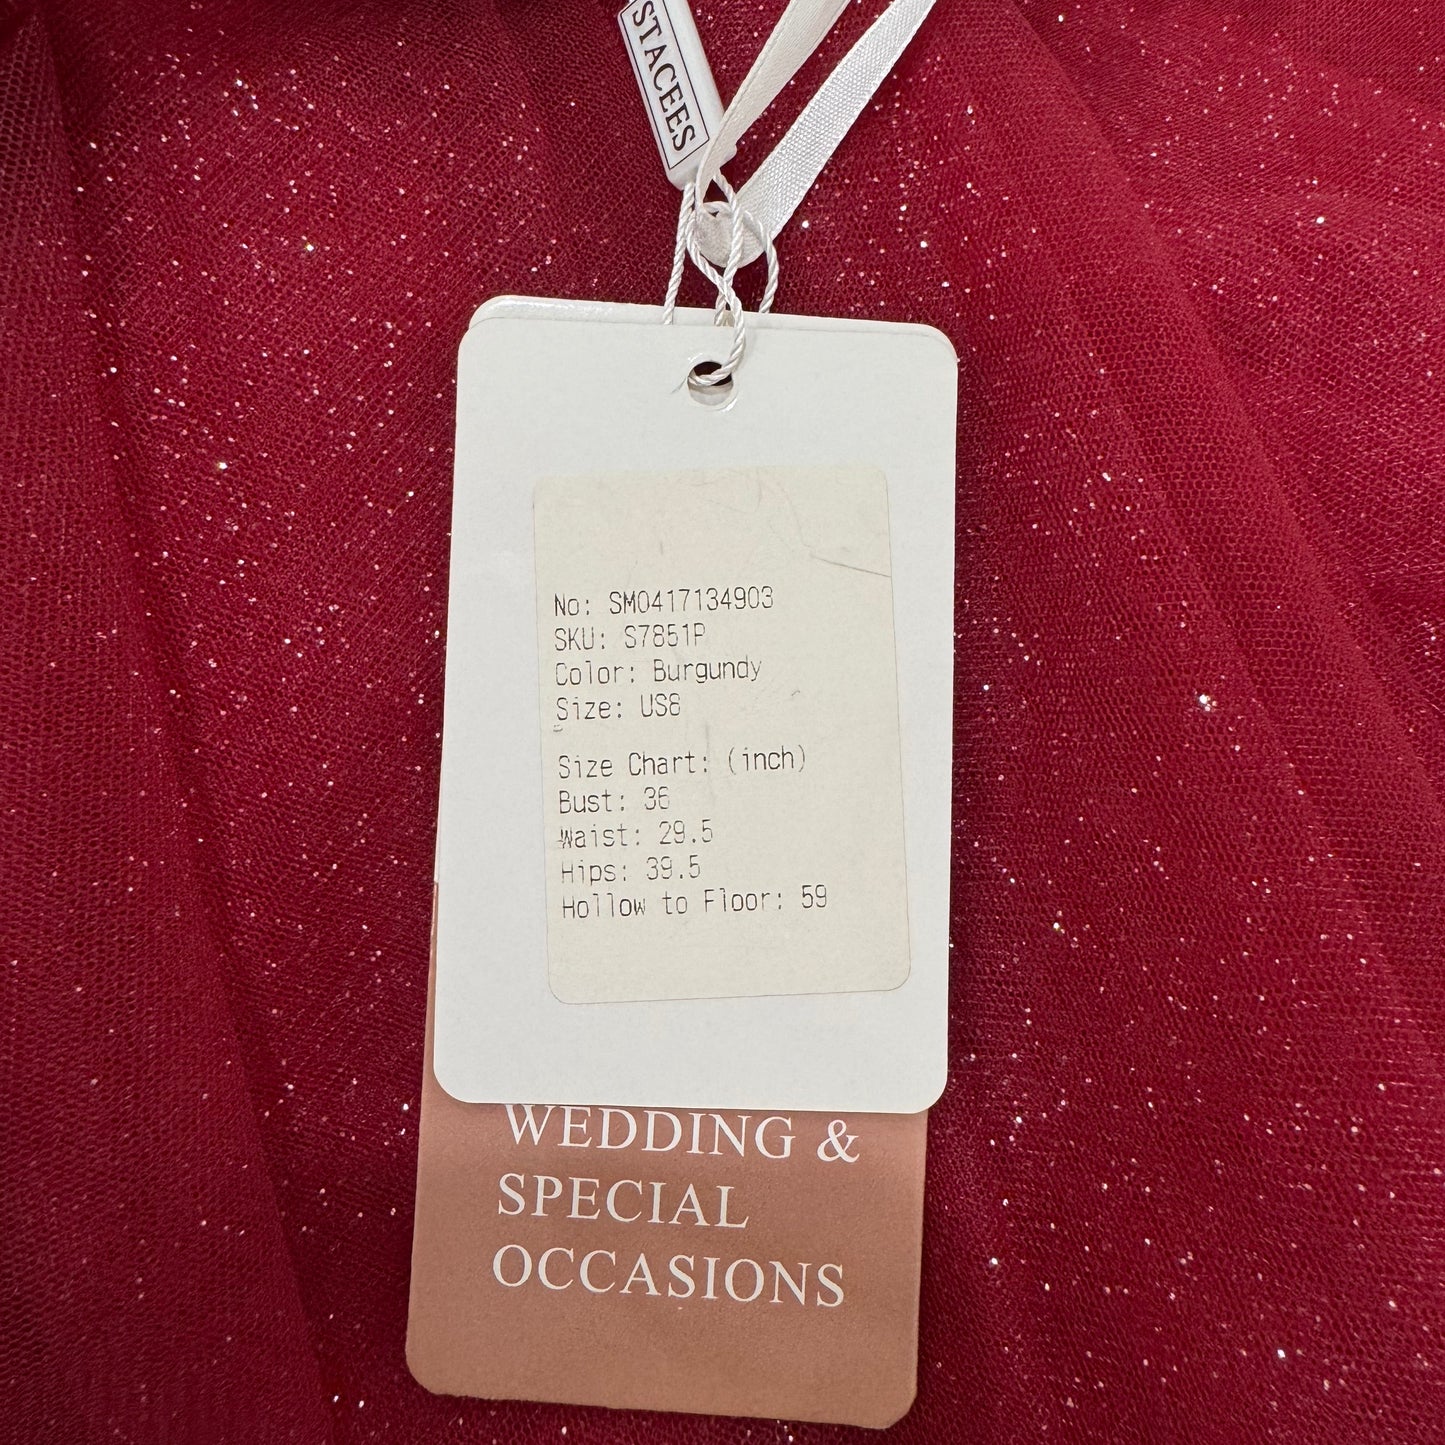 STACEES
No: SM0417134903
SKU: S7851P
Color: Burgundy
Size: US8
Size Chart: (inch)
Bust: 36
Waist: 29.5
Hips: 39.5
Hollow to Floor: 59
WEDDING &
SPECIAL
OCCASIONS